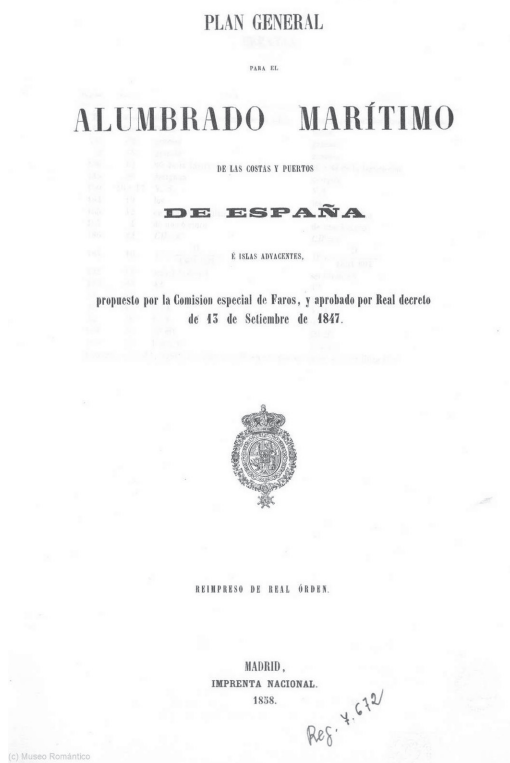 PLAN GENERAL
PARA EL
ALUMBRADO MARÍTIMO
DE LAS COSTAS Y PUERTOS
DE ESPAÑA
É ISLAS ADYACENTES,
propuesto por la Comision especial de Faros, y aprobado por Real decreto
de 13 de Setiembre de 1847.
REIMPRESO DE REAL ÓRDEN.
MADRID,
IMPRENTA NACIONAL.
1858.
Reg. 7.672
(c) Museo Romántico